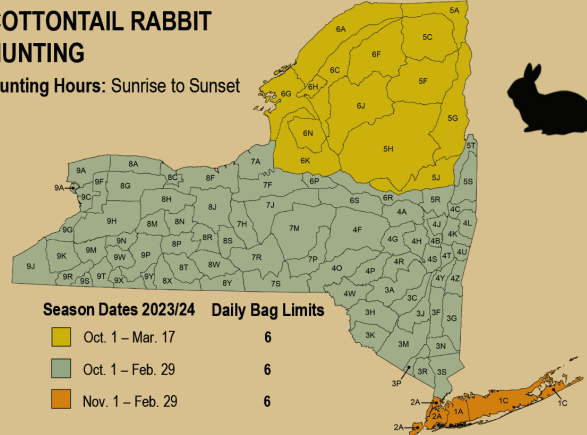 COTTONTAIL RABBIT
HUNTING
Hunting Hours: Sunrise to Sunset
5A
6A
5C
6F
6C
5F
6H
6G
6J
5G
6N
5H
6K
5J
5T
7A
8A
9A
8C
8F
9F
8G
7F
6P
5S
9A
9C
8H
6S
6R
5R
8J
7J
4A
4C
9H
8M
8N
7H
7M
4F
4J
4L
9G
9N
8P
8R
8S
4G
4H
4B
4K
9K
9M
9W
9P
4T
4U
9J
8T
8W
7R
7P
4O
4P
4R
4S
9R
9S
9T
9X
9Y
8X
8Y
7S
4Y
4Z
4W
3A
3C
3H
3J
3F
3G
3K
3M
3N
3P
3R
3S
Season Dates 2023/24 Daily Bag Limits
Oct. 1 – Mar. 17 6
Oct. 1 – Feb. 29 6
Nov. 1 – Feb. 29 6
2A
2A
2A
1A
1C
1C